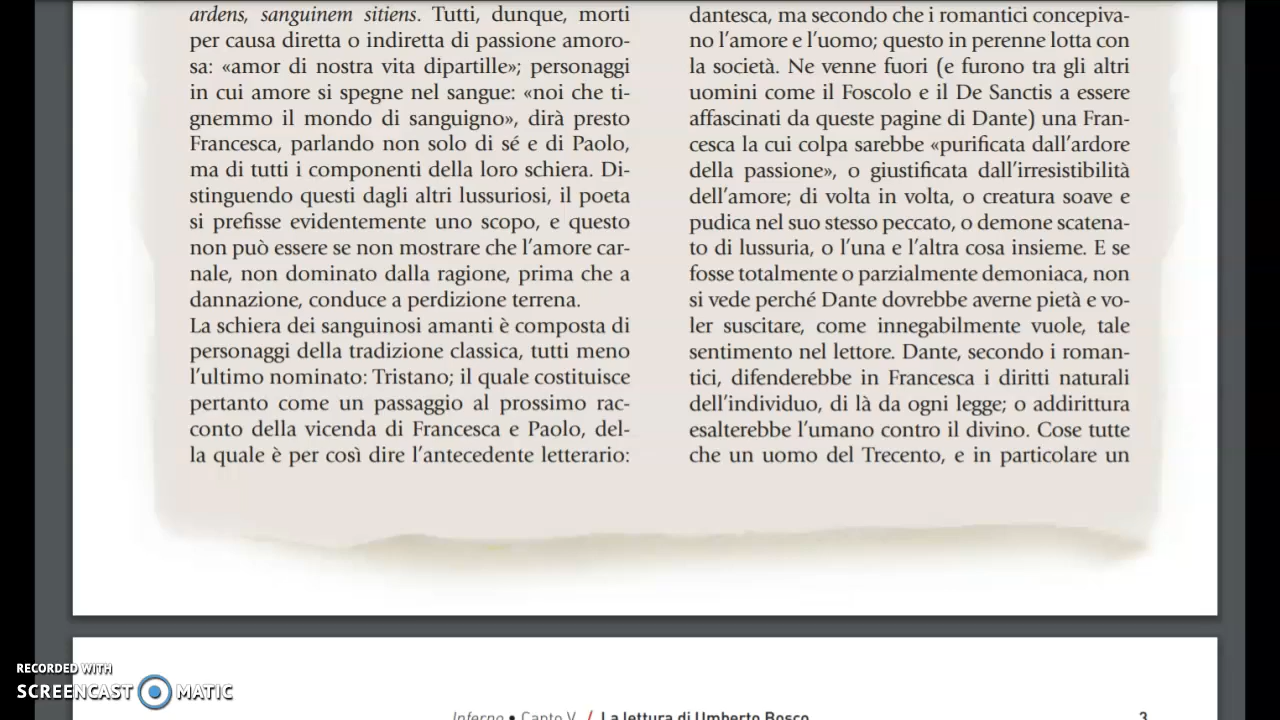 ardens, sanguinem sitiens. Tutti, dunque, morti
per causa diretta o indiretta di passione amoro-
sa: «amor di nostra vita dipartille»; personaggi
in cui amore si spegne nel sangue: «noi che ti-
gnemmo il mondo di sanguigno», dirà presto
Francesca, parlando non solo di sé e di Paolo,
ma di tutti i componenti della loro schiera. Di-
stinguendo questi dagli altri lussuriosi, il poeta
si prefisse evidentemente uno scopo, e questo
non può essere se non mostrare che l'amore car-
nale, non dominato dalla ragione, prima che a
dannazione, conduce a perdizione terrena.
La schiera dei sanguinosi amanti è composta di
personaggi della tradizione classica, tutti meno
l'ultimo nominato: Tristano; il quale costituisce
pertanto come un passaggio al prossimo rac-
conto della vicenda di Francesca e Paolo, del-
la quale è per così dire l'antecedente letterario:
dantesca, ma secondo che i romantici concepiva-
no l'amore e l'uomo; questo in perenne lotta con
la società. Ne venne fuori (e furono tra gli altri
uomini come il Foscolo e il De Sanctis a essere
affascinati da queste pagine di Dante) una Fran-
cesca la cui colpa sarebbe «purificata dall'ardore
della passione», o giustificata dall'irresistibilità
dell'amore; di volta in volta, o creatura soave e
pudica nel suo stesso peccato, o demone scatena-
to di lussuria, o l'una e l'altra cosa insieme. E se
fosse totalmente o parzialmente demoniaca, non
si vede perché Dante dovrebbe averne pietà e vo-
ler suscitare, come innegabilmente vuole, tale
sentimento nel lettore. Dante, secondo i roman-
tici, difenderebbe in Francesca i diritti naturali
dell'individuo, di là da ogni legge; o addirittura
esalterebbe l'umano contro il divino. Cose tutte
che un uomo del Trecento, e in particolare un
RECORDED WITH
SCREENCAST MATIC
Inferno • Canto V / La lettura di Umberto Bosco 3